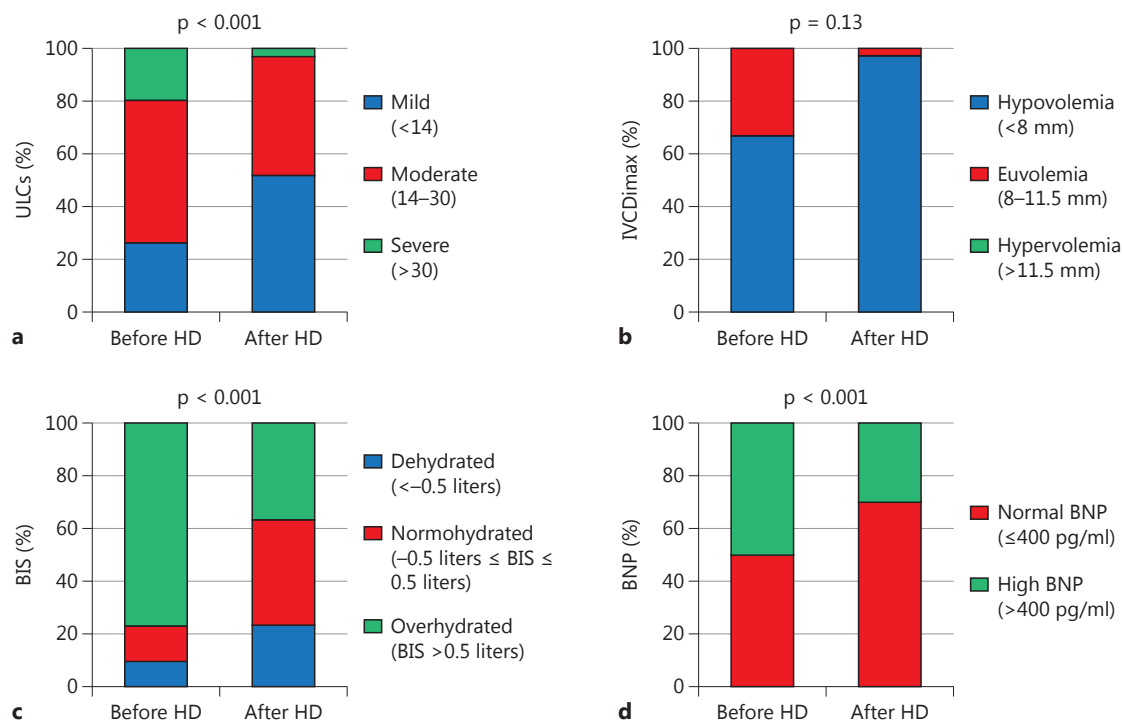 p < 0.001
100
80
60
40
20
0
ULCs (%)
Before HD
After HD
Mild
(<14)
Moderate
(14–30)
Severe
(>30)
a
p = 0.13
100
80
60
40
20
0
IVCDimax (%)
Before HD
After HD
Hypovolemia
(<8 mm)
Euvolemia
(8–11.5 mm)
Hypervolemia
(>11.5 mm)
b
p < 0.001
100
80
60
40
20
0
BIS (%)
Before HD
After HD
Dehydrated
(<–0.5 liters)
Normohydrated
(–0.5 liters ≤ BIS ≤
0.5 liters)
Overhydrated
(BIS >0.5 liters)
c
p < 0.001
100
80
60
40
20
0
BNP (%)
Before HD
After HD
Normal BNP
(≤400 pg/ml)
High BNP
(>400 pg/ml)
d